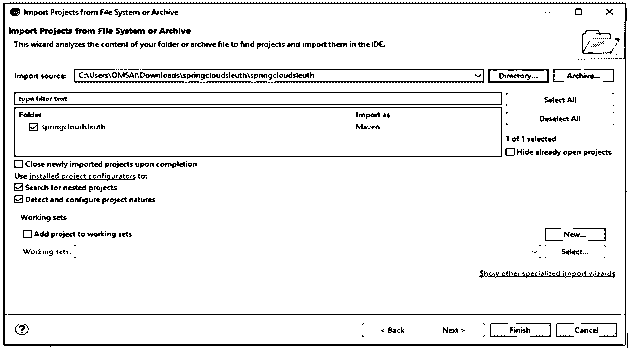 Import Projects from File System or Archive
Import Projects from File System or Archive
This wizard analyzes the content of your folder or archive file to find projects and import them in the IDE.
Import source: C:\Users\OMSAI\Downloads\springcloudsleuth\springcloudsleuth Directory... Archive...
type filter text Select All
Folder Import as Deselect All
springcloudsleuth Maven
1 of 1 selected
Hide already open projects
Close newly imported projects upon completion
Use installed project configurators to:
Search for nested projects
Detect and configure project natures
Working sets
Add project to working sets New...
Working sets: Select...
Show other specialized import wizards
? < Back Next > Finish Cancel